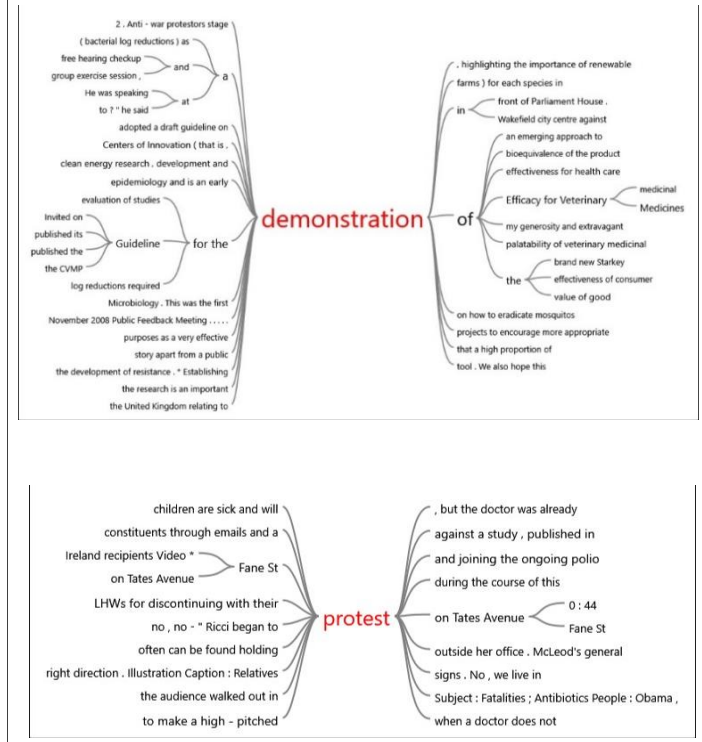 2 . Anti - war protestors stage
( bacterial log reductions ) as
free hearing checkup
and
group exercise session ,
a
He was speaking
at
to ? " he said
adopted a draft guideline on
Centers of Innovation ( that is .
clean energy research . development and
epidemiology and is an early
evaluation of studies
Invited on
published its
Guideline
for the
published the
the CVMP
log reductions required
Microbiology . This was the first
November 2008 Public Feedback Meeting . . . . .
purposes as a very effective
story apart from a public
the development of resistance . * Establishing
the research is an important
the United Kingdom relating to
demonstration
. highlighting the importance of renewable
farms ) for each species in
in
front of Parliament House .
Wakefield city centre against
an emerging approach to
bioequivalence of the product
effectiveness for health care
of
Efficacy for Veterinary
medicinal
Medicines
my generosity and extravagant
palatability of veterinary medicinal
the
brand new Starkey
effectiveness of consumer
value of good
on how to eradicate mosquitos
projects to encourage more appropriate
that a high proportion of
tool . We also hope this
children are sick and will
constituents through emails and a
Ireland recipients Video *
Fane St
on Tates Avenue
LHWs for discontinuing with their
no , no - " Ricci began to
often can be found holding
right direction . Illustration Caption : Relatives
the audience walked out in
to make a high - pitched
protest
, but the doctor was already
against a study , published in
and joining the ongoing polio
during the course of this
on Tates Avenue
0 : 44
Fane St
outside her office . McLeod's general
signs . No , we live in
Subject : Fatalities ; Antibiotics People : Obama ,
when a doctor does not